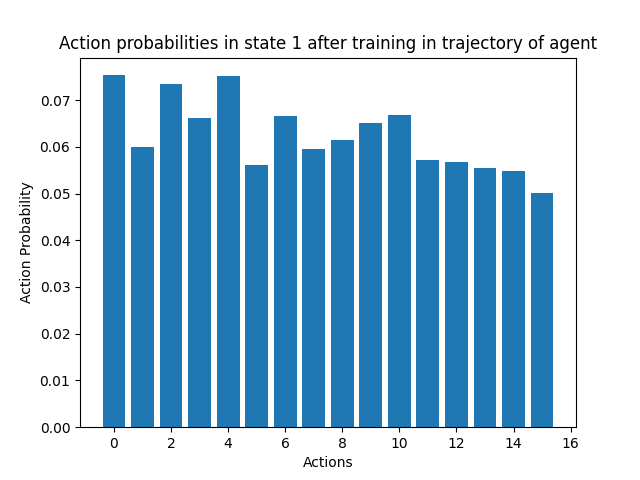 Action probabilities in state 1 after training in trajectory of agent
0.07
0.06
0.05
0.04
0.03
0.02
0.01
0.00
Action Probability
0 2 4 6 8 10 12 14 16
Actions